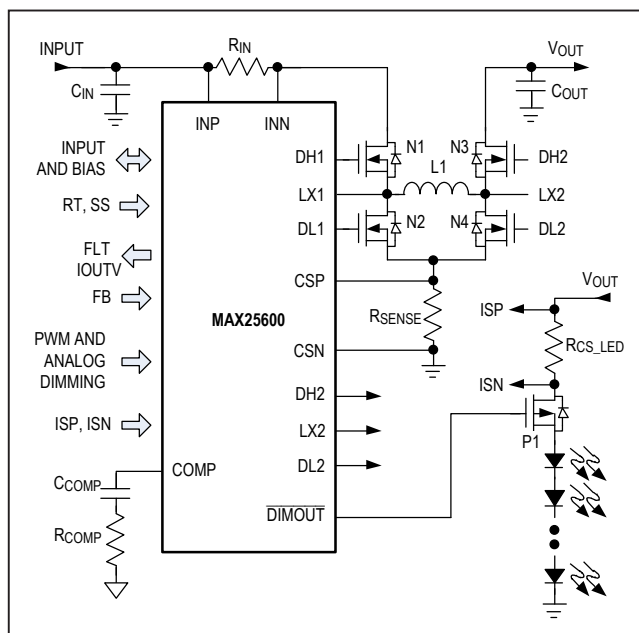 INPUT
RIN
VOUT
CIN
COUT
INP
INN
N1
N3
INPUT
AND BIAS
DH1
DH2
L1
RT, SS
LX1
LX2
N2
N4
DL1
DL2
FLT
IOUTV
CSP
VOUT
FB
MAX25600
RSENSE
ISP
RCS_LED
PWM AND
ANALOG
DIMMING
CSN
ISN
DH2
ISP, ISN
LX2
P1
COMP
DL2
CCOMP
DIMOUT
RCOMP